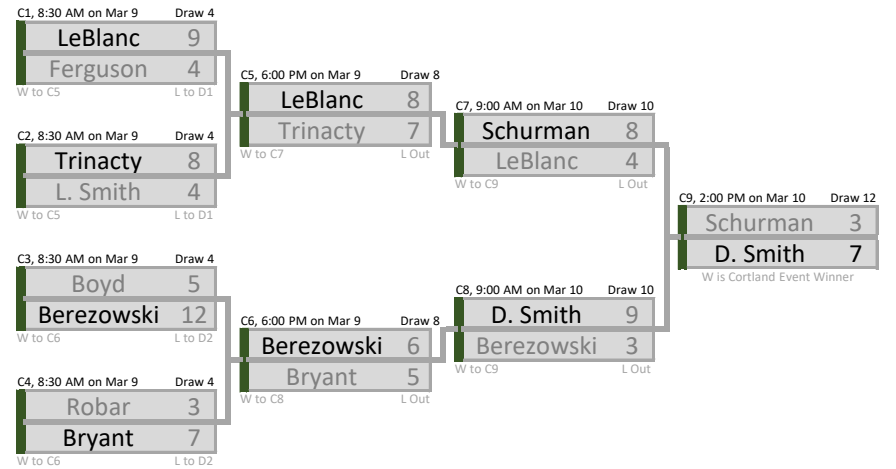 C1, 8:30 AM on Mar 9 Draw 4
LeBlanc 9
Ferguson 4
W to C5 L to D1
C2, 8:30 AM on Mar 9 Draw 4
Trinacty 8
L. Smith 4
W to C5 L to D1
C3, 8:30 AM on Mar 9 Draw 4
Boyd 5
Berezowski 12
W to C6 L to D2
C4, 8:30 AM on Mar 9 Draw 4
Robar 3
Bryant 7
W to C6 L to D2
C5, 6:00 PM on Mar 9 Draw 8
LeBlanc 8
Trinacty 7
W to C7 L Out
C6, 6:00 PM on Mar 9 Draw 8
Berezowski 6
Bryant 5
W to C8 L Out
C7, 9:00 AM on Mar 10 Draw 10
Schurman 8
LeBlanc 4
W to C9 L Out
C8, 9:00 AM on Mar 10 Draw 10
D. Smith 9
Berezowski 3
W to C9 L Out
C9, 2:00 PM on Mar 10 Draw 12
Schurman 3
D. Smith 7
W is Cortland Event Winner